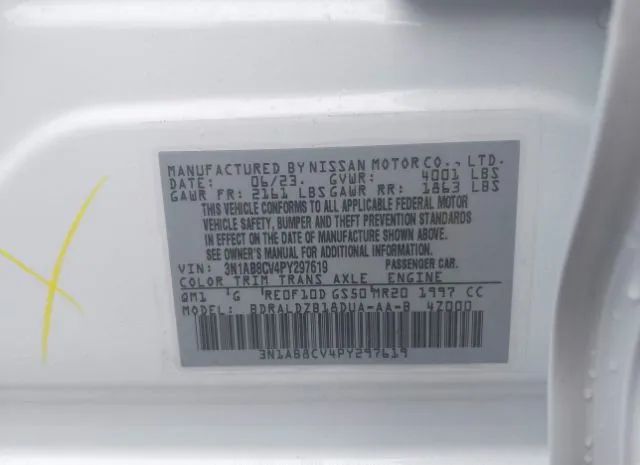 MANUFACTURED BY NISSAN MOTOR CO., LTD.
DATE: 06/23. GVWR: 4001 LBS
GAWR FR: 2161 LBS GAWR RR: 1863 LBS
THIS VEHICLE CONFORMS TO ALL APPLICABLE FEDERAL MOTOR
VEHICLE SAFETY, BUMPER AND THEFT PREVENTION STANDARDS
IN EFFECT ON THE DATE OF MANUFACTURE SHOWN ABOVE.
SEE OWNER'S MANUAL FOR ADDITIONAL INFORMATION
VIN: 3N1AB8CV4PY297619 PASSENGER CAR.
COLOR TRIM TRANS AXLE ENGINE
QM1 'G 'RE0F10D GS50 MR20 1997 CC
MODEL: BDRALDZB18DUA-AA-B 4Z000
3N1AB8CV4PY297619